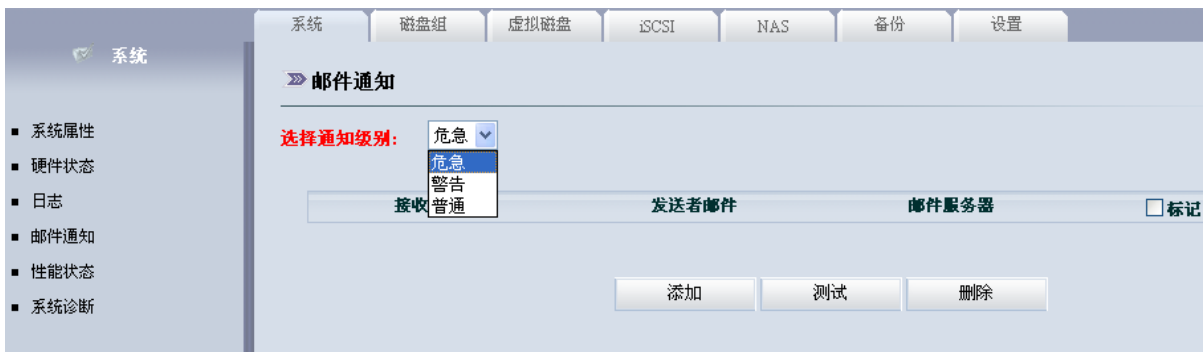 系统 磁盘组 虚拟磁盘 iSCSI NAS 备份 设置
系统
邮件通知
系统属性
硬件状态
日志
邮件通知
性能状态
系统诊断
选择通知级别: 危急
危急
警告
普通
接收 发送者邮件 邮件服务器 标记
添加 测试 删除